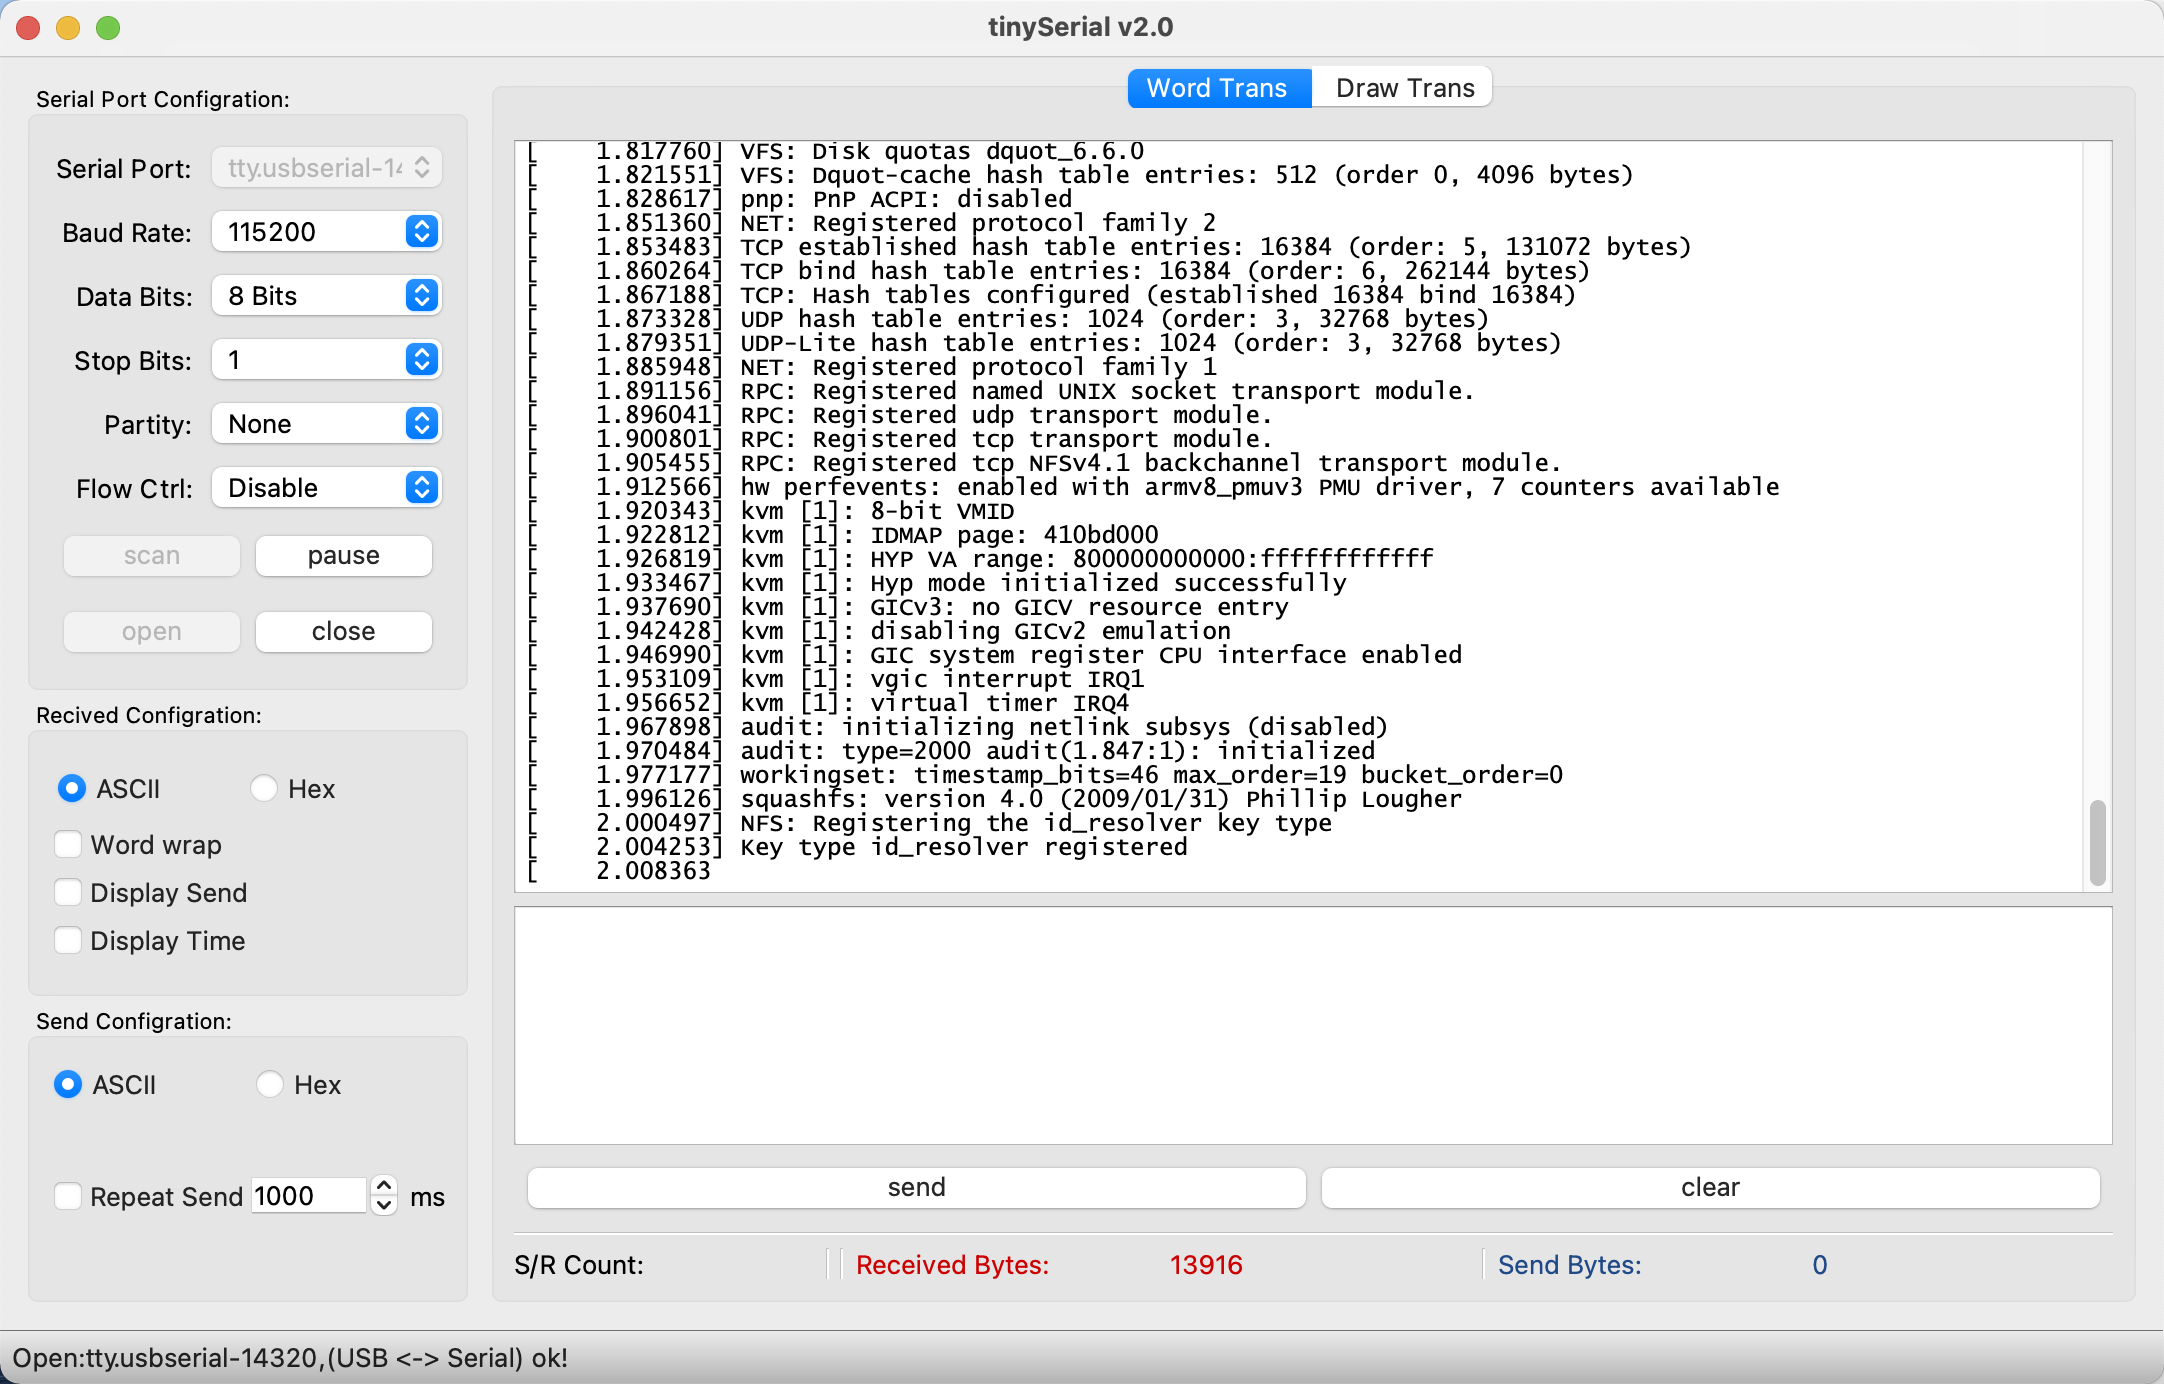 tinySerial v2.0
Serial Port Configration:
Serial Port: tty.usbserial-14
Baud Rate: 115200
Data Bits: 8 Bits
Stop Bits: 1
Partity: None
Flow Ctrl: Disable
scan pause
open close
Recived Configration:
ASCII Hex
Word wrap
Display Send
Display Time
Send Configration:
ASCII Hex
Repeat Send 1000 ms
Word Trans Draw Trans
[    1.817760] VFS: Disk quotas dquot_6.6.0
[    1.821551] VFS: Dquot-cache hash table entries: 512 (order 0, 4096 bytes)
[    1.828617] pnp: PnP ACPI: disabled
[    1.851360] NET: Registered protocol family 2
[    1.853483] TCP established hash table entries: 16384 (order: 5, 131072 bytes)
[    1.860264] TCP bind hash table entries: 16384 (order: 6, 262144 bytes)
[    1.867188] TCP: Hash tables configured (established 16384 bind 16384)
[    1.873328] UDP hash table entries: 1024 (order: 3, 32768 bytes)
[    1.879351] UDP-Lite hash table entries: 1024 (order: 3, 32768 bytes)
[    1.885948] NET: Registered protocol family 1
[    1.891156] RPC: Registered named UNIX socket transport module.
[    1.896041] RPC: Registered udp transport module.
[    1.900801] RPC: Registered tcp transport module.
[    1.905455] RPC: Registered tcp NFSv4.1 backchannel transport module.
[    1.912566] hw perfevents: enabled with armv8_pmuv3 PMU driver, 7 counters available
[    1.920343] kvm [1]: 8-bit VMID
[    1.922812] kvm [1]: IDMAP page: 410bd000
[    1.926819] kvm [1]: HYP VA range: 800000000000:ffffffffffff
[    1.933467] kvm [1]: Hyp mode initialized successfully
[    1.937690] kvm [1]: GICv3: no GICV resource entry
[    1.942428] kvm [1]: disabling GICv2 emulation
[    1.946990] kvm [1]: GIC system register CPU interface enabled
[    1.953109] kvm [1]: vgic interrupt IRQ1
[    1.956652] kvm [1]: virtual timer IRQ4
[    1.967898] audit: initializing netlink subsys (disabled)
[    1.970484] audit: type=2000 audit(1.847:1): initialized
[    1.977177] workingset: timestamp_bits=46 max_order=19 bucket_order=0
[    1.996126] squashfs: version 4.0 (2009/01/31) Phillip Lougher
[    2.000497] NFS: Registering the id_resolver key type
[    2.004253] Key type id_resolver registered
[    2.008363
send clear
S/R Count: Received Bytes: 13916 Send Bytes: 0
Open:tty.usbserial-14320,(USB <-> Serial) ok!